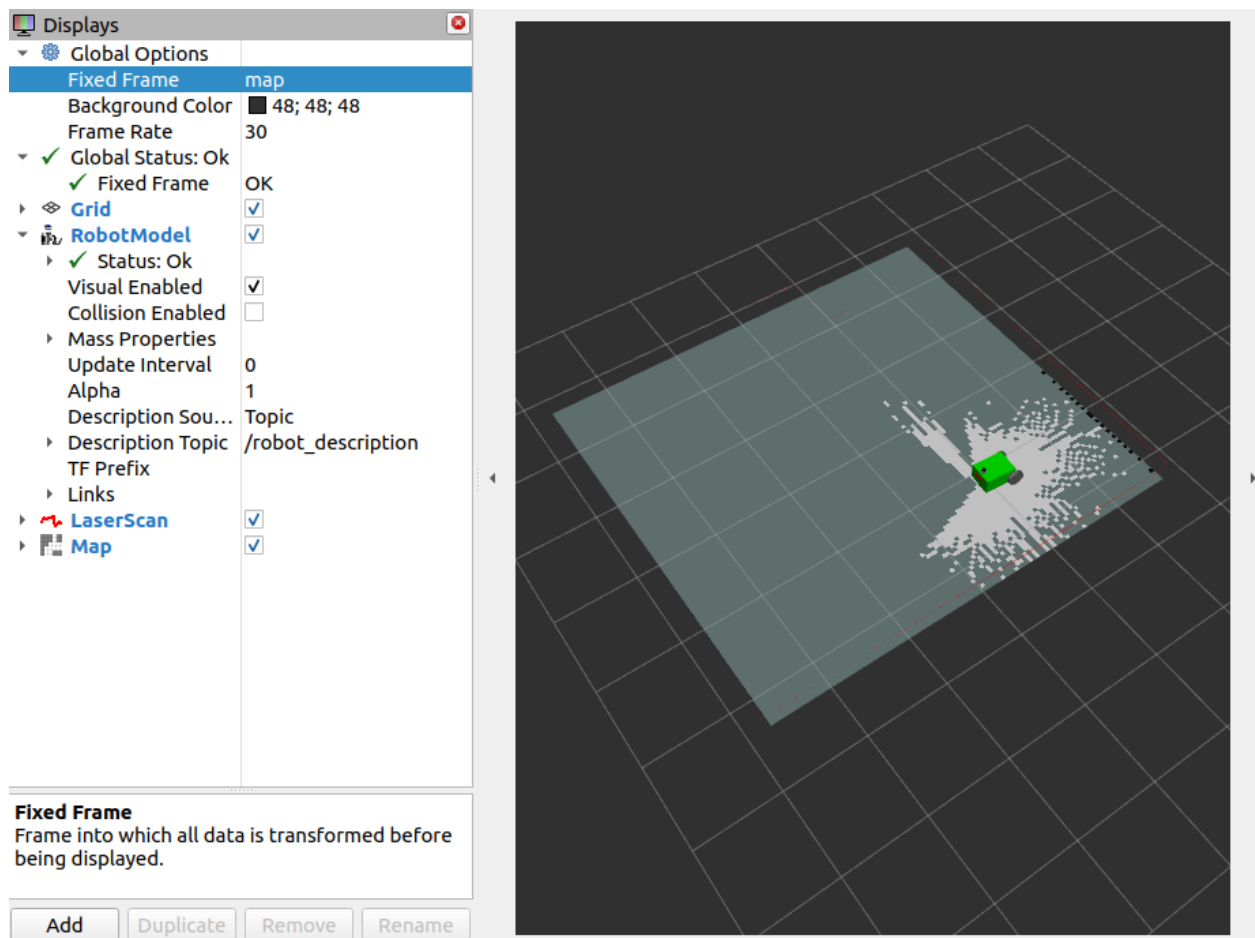 Displays
Global Options
Fixed Frame map
Background Color 48; 48; 48
Frame Rate 30
Global Status: Ok
Fixed Frame OK
Grid
RobotModel
Status: Ok
Visual Enabled
Collision Enabled
Mass Properties
Update Interval 0
Alpha 1
Description Sou... Topic
Description Topic /robot_description
TF Prefix
Links
LaserScan
Map
Fixed Frame
Frame into which all data is transformed before
being displayed.
Add Duplicate Remove Rename